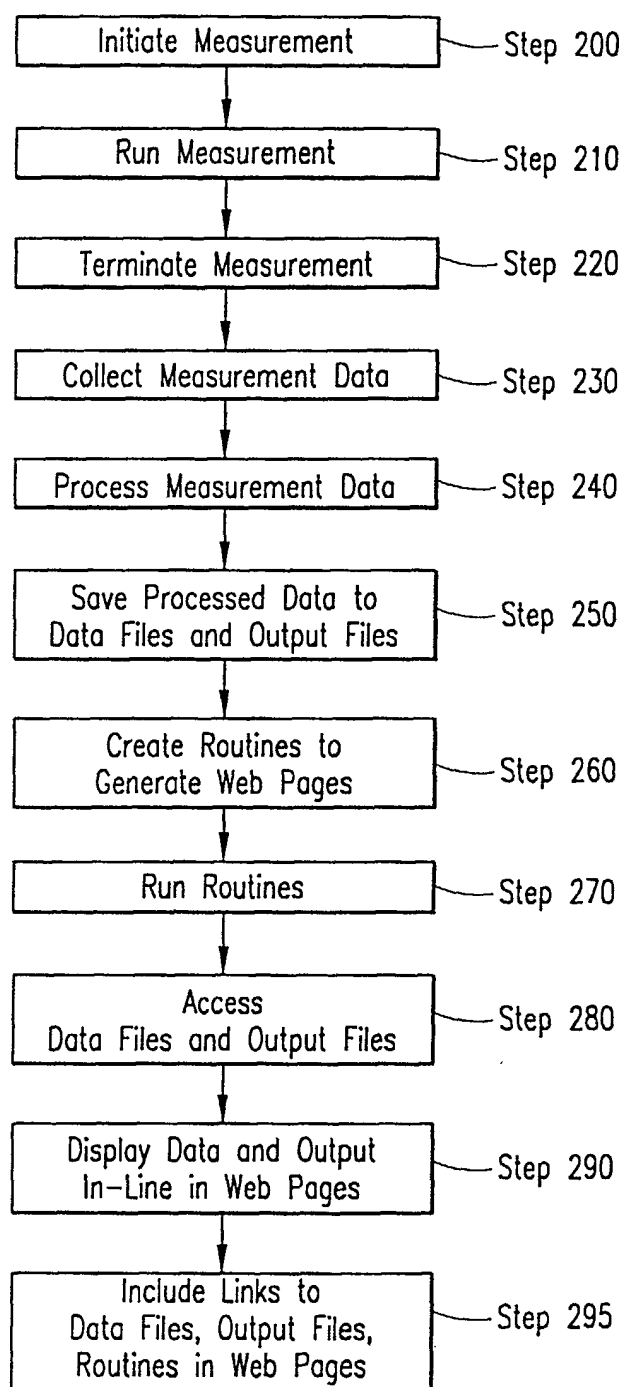 Initiate Measurement
Step 200
Run Measurement
Step 210
Terminate Measurement
Step 220
Collect Measurement Data
Step 230
Process Measurement Data
Step 240
Save Processed Data to
Data Files and Output Files
Step 250
Create Routines to
Generate Web Pages
Step 260
Run Routines
Step 270
Access
Data Files and Output Files
Step 280
Display Data and Output
In-Line in Web Pages
Step 290
Include Links to
Data Files, Output Files,
Routines in Web Pages
Step 295